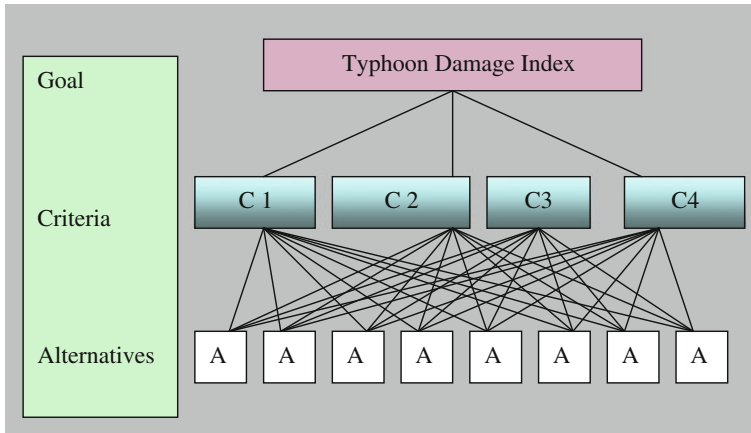 Typhoon Damage Index
Goal
C 1 C 2 C3 C4
Criteria
Alternatives A A A A A A A A